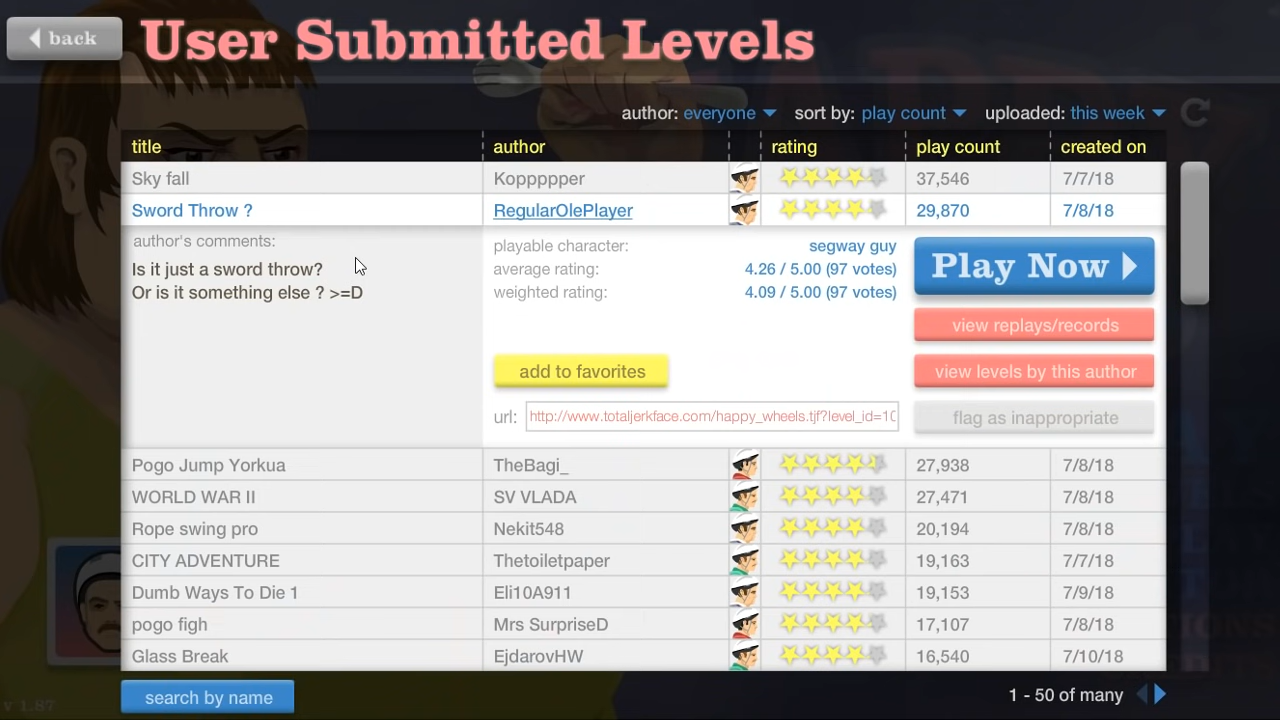 back
User Submitted Levels
author: everyone sort by: play count uploaded: this week
title author rating play count created on
Sky fall Koppppper 37,546 7/7/18
Sword Throw ? RegularOlePlayer 29,870 7/8/18
author's comments:
Is it just a sword throw?
Or is it something else ? >=D
playable character: segway guy
average rating: 4.26 / 5.00 (97 votes)
weighted rating: 4.09 / 5.00 (97 votes)
add to favorites
url: http://www.totaljerkface.com/happy_wheels.tjf?level_id=10
Play Now
view replays/records
view levels by this author
flag as inappropriate
Pogo Jump Yorkua TheBagi_ 27,938 7/8/18
WORLD WAR II SV VLADA 27,471 7/8/18
Rope swing pro Nekit548 20,194 7/8/18
CITY ADVENTURE Thetoiletpaper 19,163 7/7/18
Dumb Ways To Die 1 Eli10A911 19,153 7/9/18
pogo figh Mrs SurpriseD 17,107 7/8/18
Glass Break EjdarovHW 16,540 7/10/18
search by name
1 - 50 of many
v 1.87